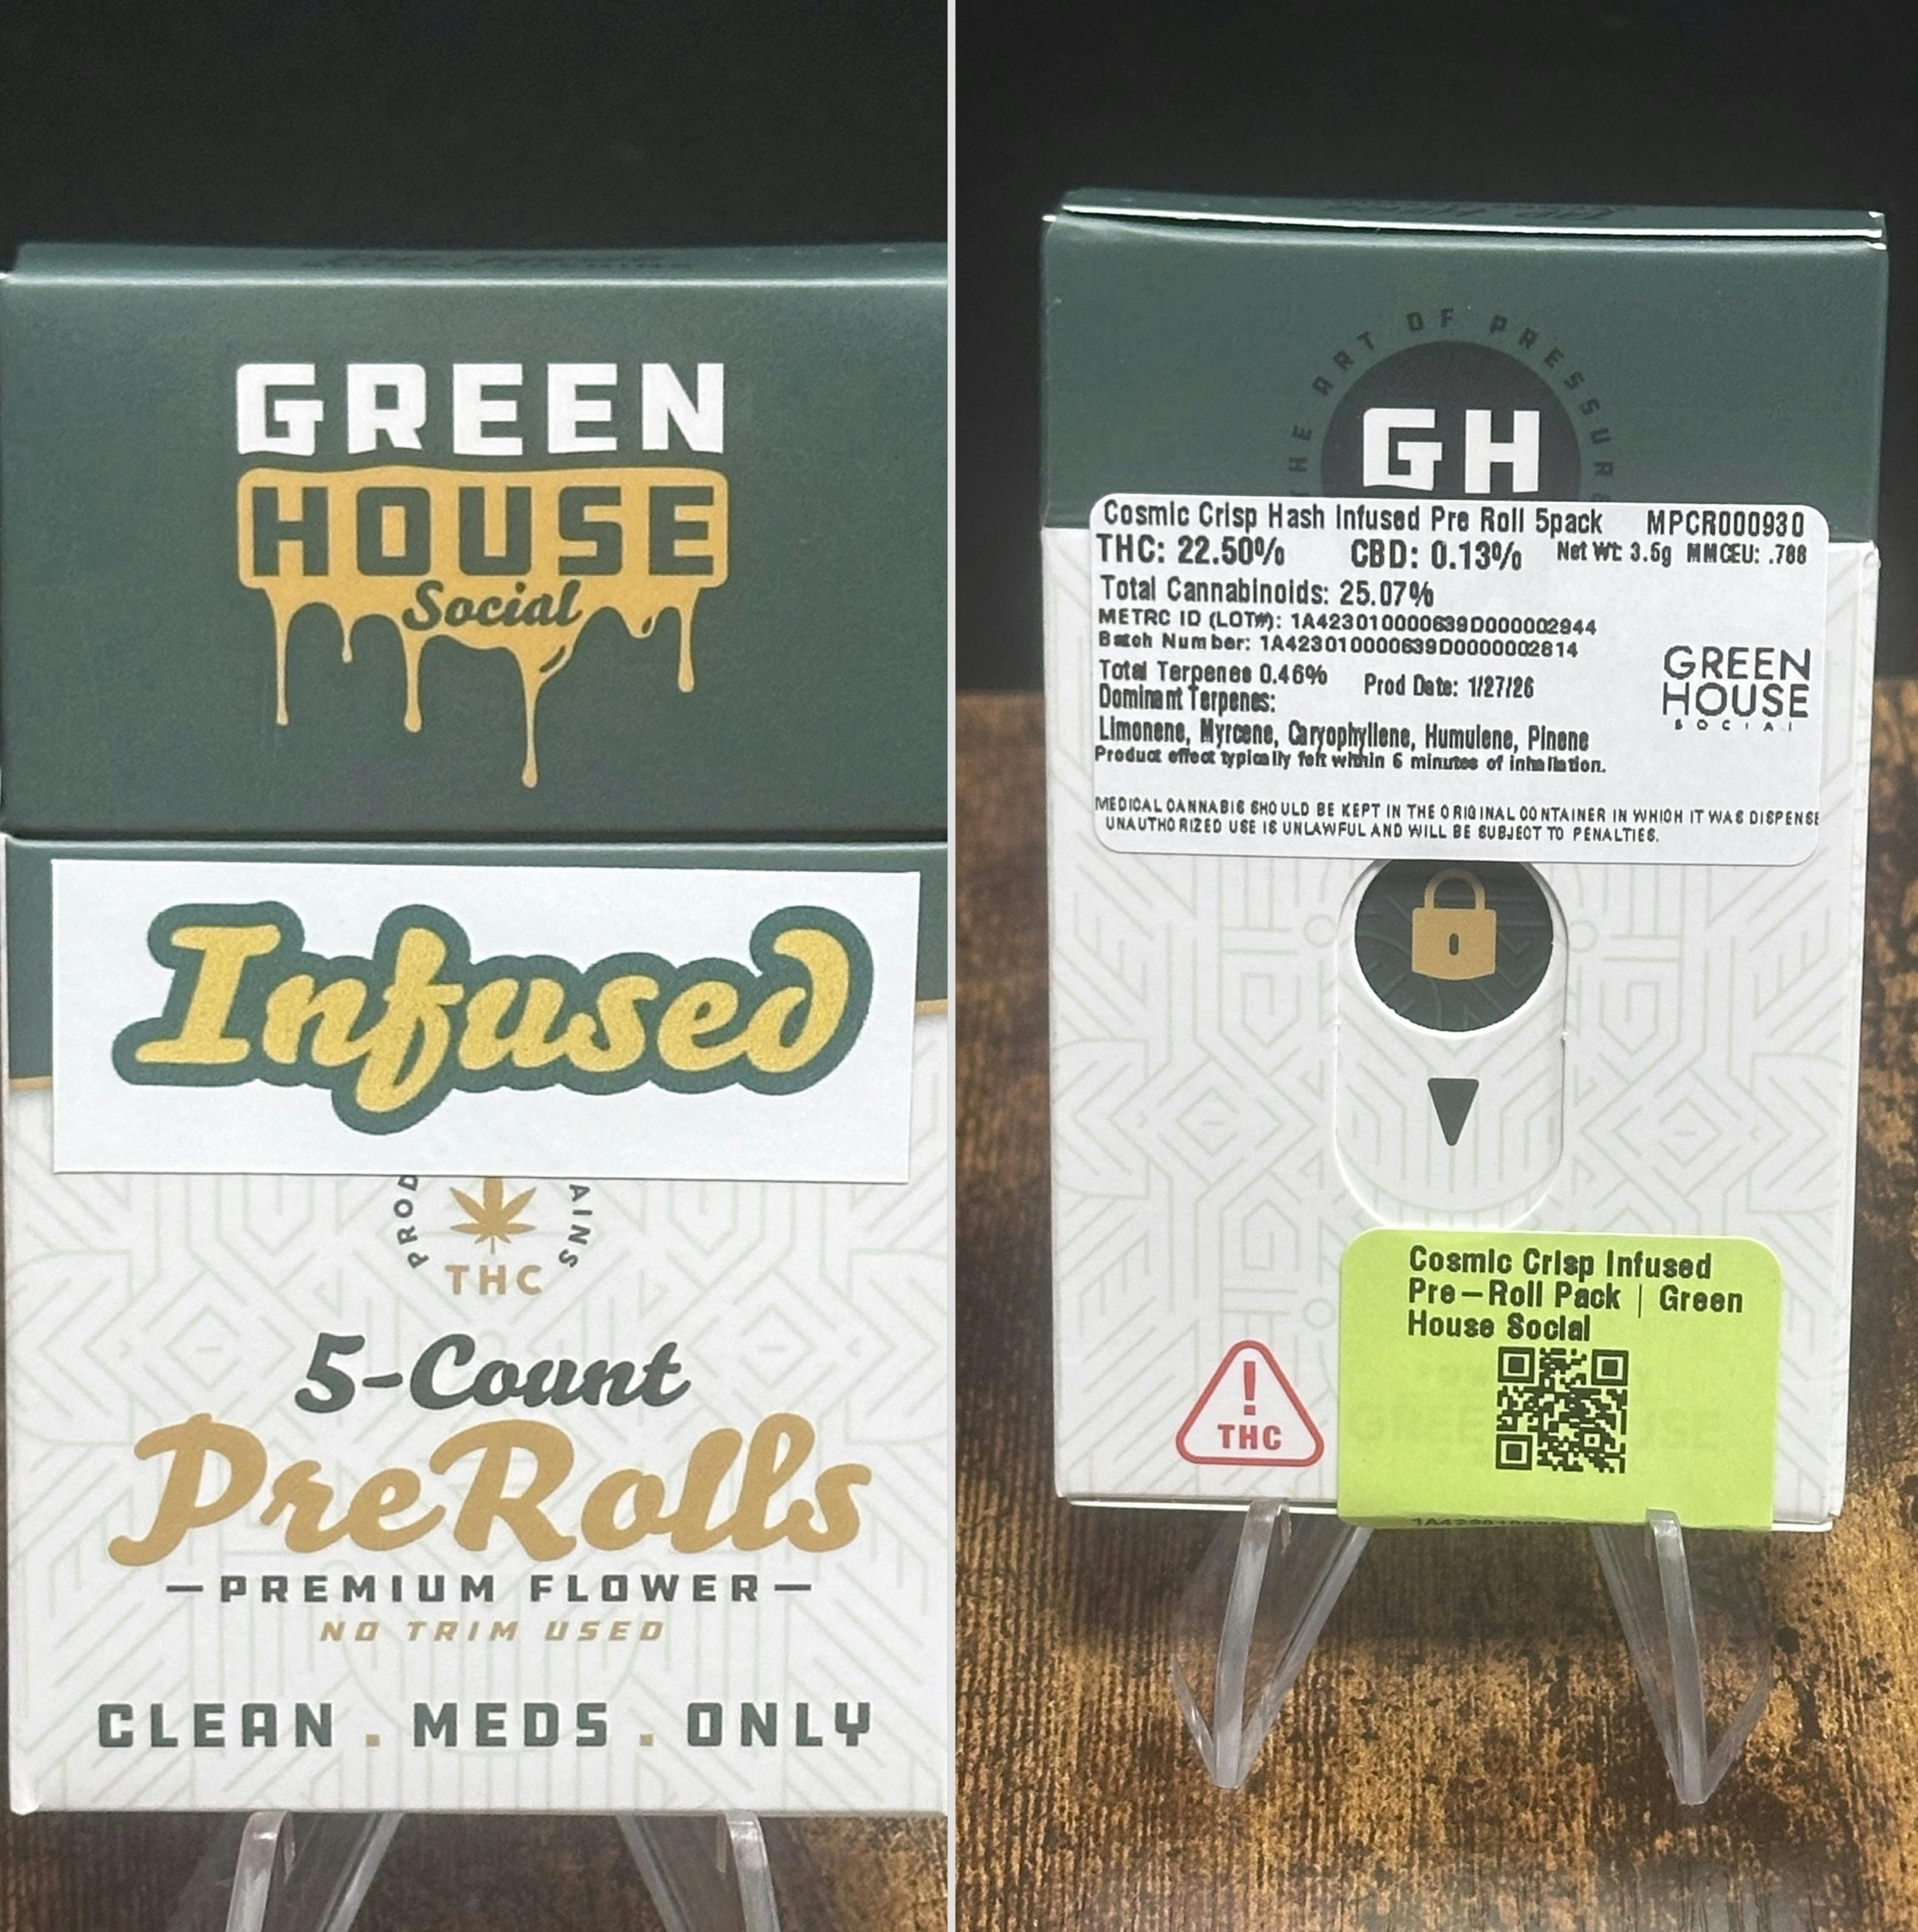 GREEN
HOUSE
Social
Infused
THC
5-Count
PreRolls
PREMIUM FLOWER
NO TRIM USED
CLEAN . MEDS . ONLY
ART OF PRESSUR
GH
Cosmic Crisp Hash Infused Pre Roll 5pack MPCR000930
THC: 22.50% CBD: 0.13% Net Wt: 3.5g MMCEU: .788
Total Cannabinoids: 25.07%
METRC ID (LOT#): 1A423010000639D000002944
Batch Number: 1A423010000639D0000002814
Total Terpenes 0.46% Prod Date: 1/27/26
Dominant Terpenes:
Limonene, Myrcene, Caryophyllene, Humulene, Pinene
Product effect typically felt within 5 minutes of inhallation.
GREEN
HOUSE
SOCIAL
MEDICAL CANNABIS SHOULD BE KEPT IN THE ORIGINAL CONTAINER IN WHICH IT WAS DISPENSE
UNAUTHORIZED USE IS UNLAWFUL AND WILL BE SUBJECT TO PENALTIES.
Cosmic Crisp Infused
Pre-Roll Pack | Green
House Social
!
THC